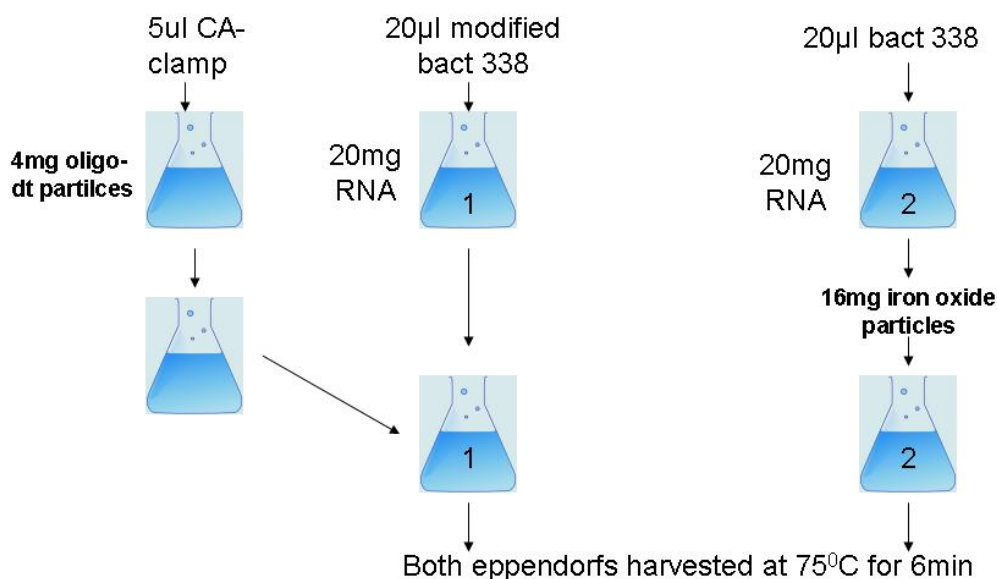 5ul CA-
clamp
20µl modified
bact 338
20µl bact 338
4mg oligo-
dt partilces
20mg
RNA
1
20mg
RNA
2
16mg iron oxide
particles
1
2
Both eppendorfs harvested at 75⁰C for 6min